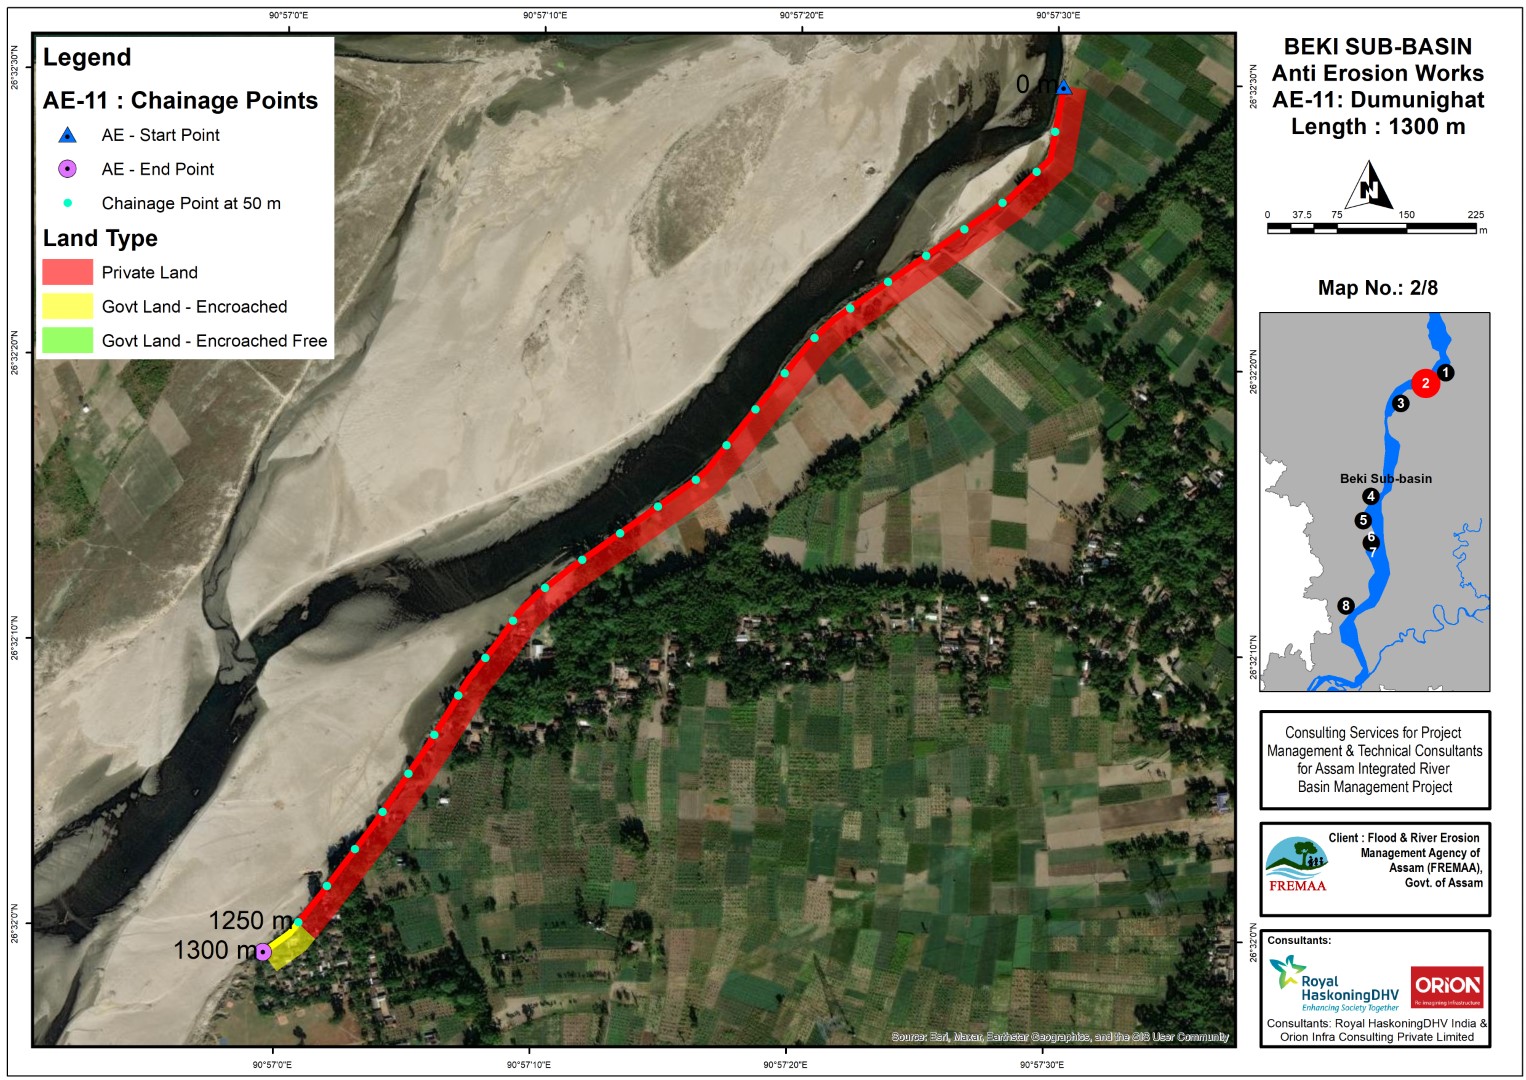 90°57'0"E
90°57'10"E
90°57'20"E
90°57'30"E
26°32'30"N
26°32'20"N
26°32'10"N
26°32'0"N
Legend
AE-11 : Chainage Points
AE - Start Point
AE - End Point
Chainage Point at 50 m
Land Type
Private Land
Govt Land - Encroached
Govt Land - Encroached Free
0 m
1250 m
1300 m
Source: Esri, Maxar, Earthstar Geographics, and the GIS User Community
26°32'30"N
26°32'20"N
26°32'10"N
26°32'0"N
90°57'0"E
90°57'10"E
90°57'20"E
90°57'30"E
BEKI SUB-BASIN
Anti Erosion Works
AE-11: Dumunighat
Length : 1300 m
N
0 37.5 75 150 225
m
Map No.: 2/8
1
2
3
Beki Sub-basin
4
5
6
7
8
Consulting Services for Project
Management & Technical Consultants
for Assam Integrated River
Basin Management Project
Client : Flood & River Erosion
Management Agency of
Assam (FREMAA),
Govt. of Assam
FREMAA
Consultants:
Royal
HaskoningDHV
Enhancing Society Together
ORiON
Re-imagining Infrastructure
Consultants: Royal HaskoningDHV India &
Orion Infra Consulting Private Limited